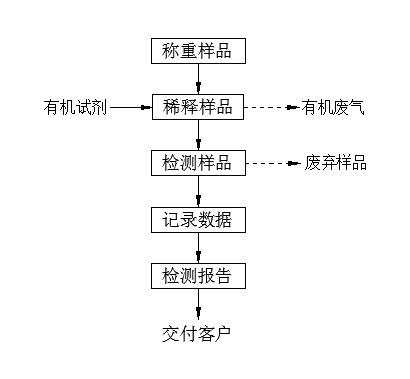 称重样品
有机试剂
稀释样品
有机废气
检测样品
废弃样品
记录数据
检测报告
交付客户